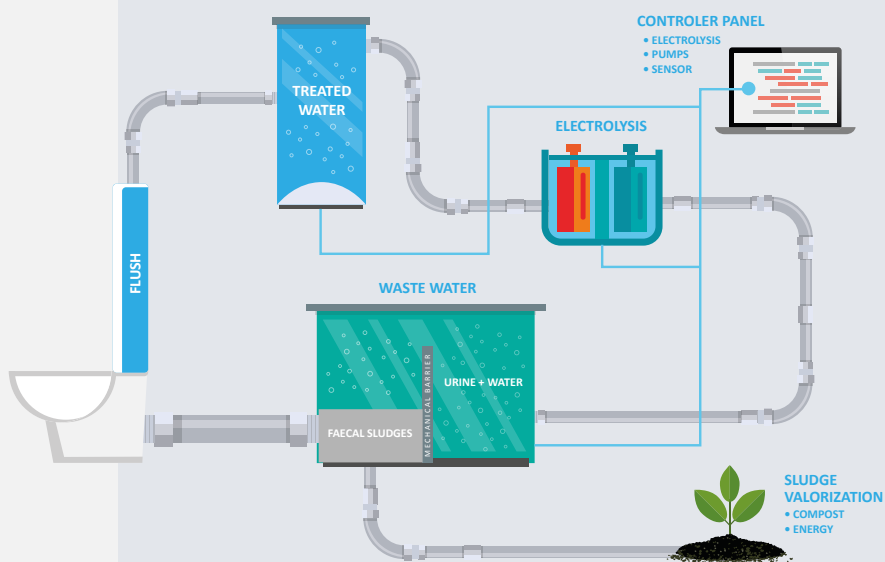 CONTROLER PANEL
• ELECTROLYSIS
• PUMPS
• SENSOR
TREATED
WATER
ELECTROLYSIS
FLUSH
WASTE WATER
MECHANICAL BARRIER
URINE + WATER
FAECAL SLUDGES
SLUDGE
VALORIZATION
• COMPOST
• ENERGY